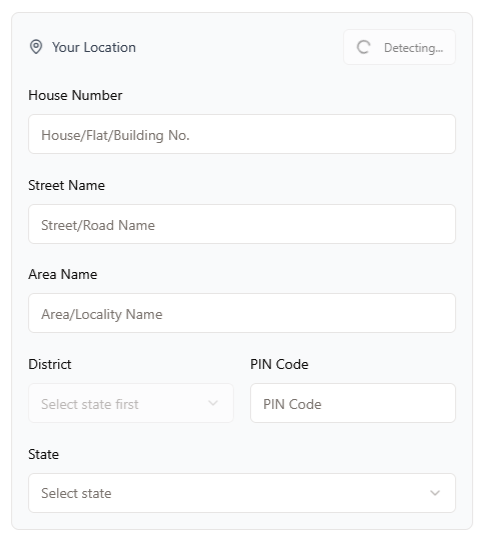 Your Location
Detecting...
House Number
House/Flat/Building No.
Street Name
Street/Road Name
Area Name
Area/Locality Name
District
PIN Code
Select state first
PIN Code
State
Select state